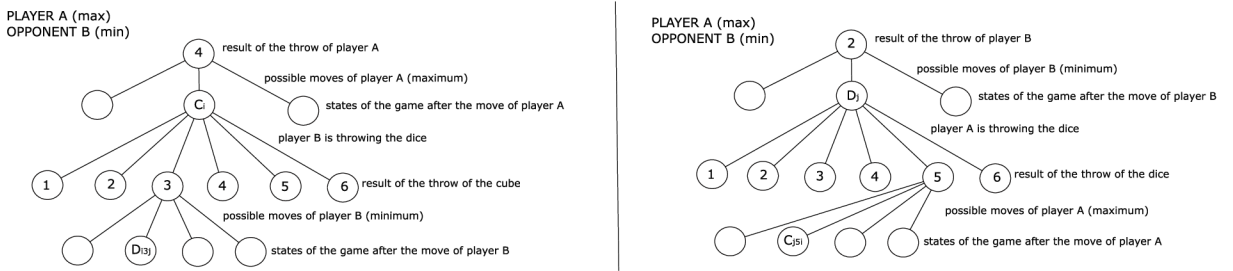 PLAYER A (max)
OPPONENT B (min)
4
result of the throw of player A
possible moves of player A (maximum)
Ci
states of the game after the move of player A
player B is throwing the dice
1 2 3 4 5 6
result of the throw of the cube
possible moves of player B (minimum)
Di3j
states of the game after the move of player B
PLAYER A (max)
OPPONENT B (min)
2
result of the throw of player B
possible moves of player B (minimum)
Dj
states of the game after the move of player B
player A is throwing the dice
1 2 3 4 5 6
result of the throw of the dice
possible moves of player A (maximum)
Cj5i
states of the game after the move of player A